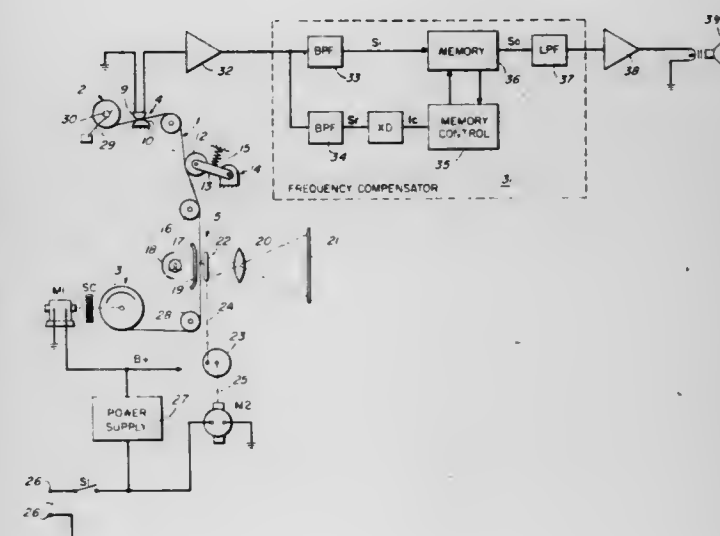 39
BPF
S
MEMORY
So
LPF
32
33
36
37
38
2
9
4
30
29
10
1
12
15
13
14
BPF
Sr
XD
fc
MEMORY
CONTROL
34
35
FREQUENCY COMPENSATOR
3
16
5
17
18
22
20
21
19
M1
SC
3
28
24
23
B+
25
M2
POWER
SUPPLY
27
26
S
26